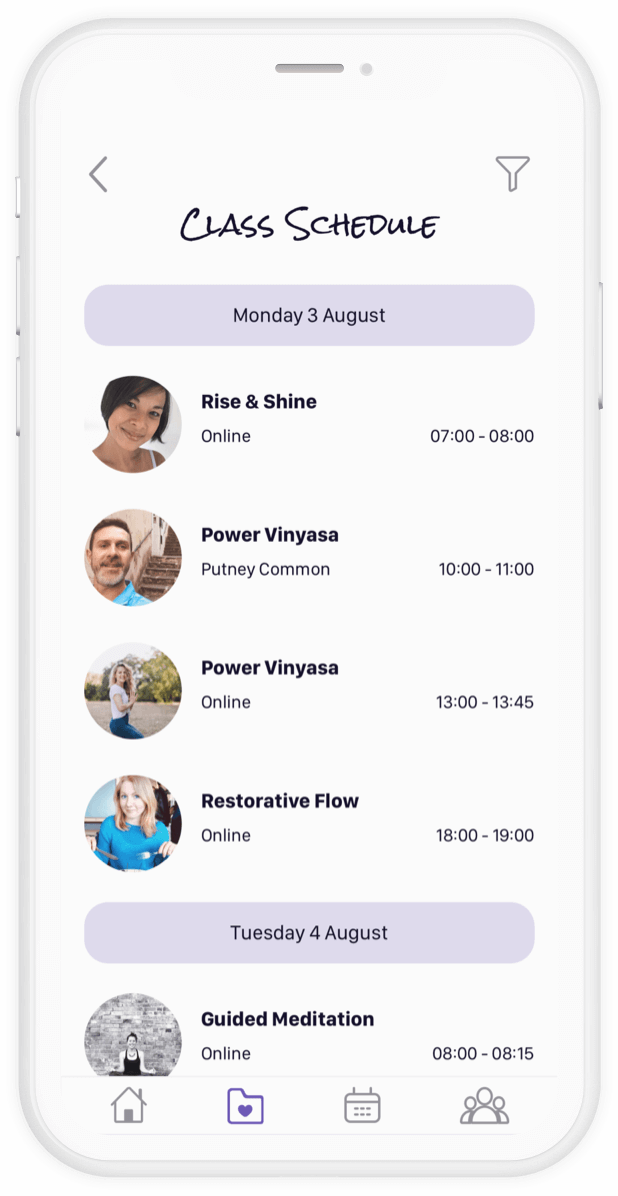 Class Schedule
Monday 3 August
Rise & Shine
Online 07:00 - 08:00
Power Vinyasa
Putney Common 10:00 - 11:00
Power Vinyasa
Online 13:00 - 13:45
Restorative Flow
Online 18:00 - 19:00
Tuesday 4 August
Guided Meditation
Online 08:00 - 08:15